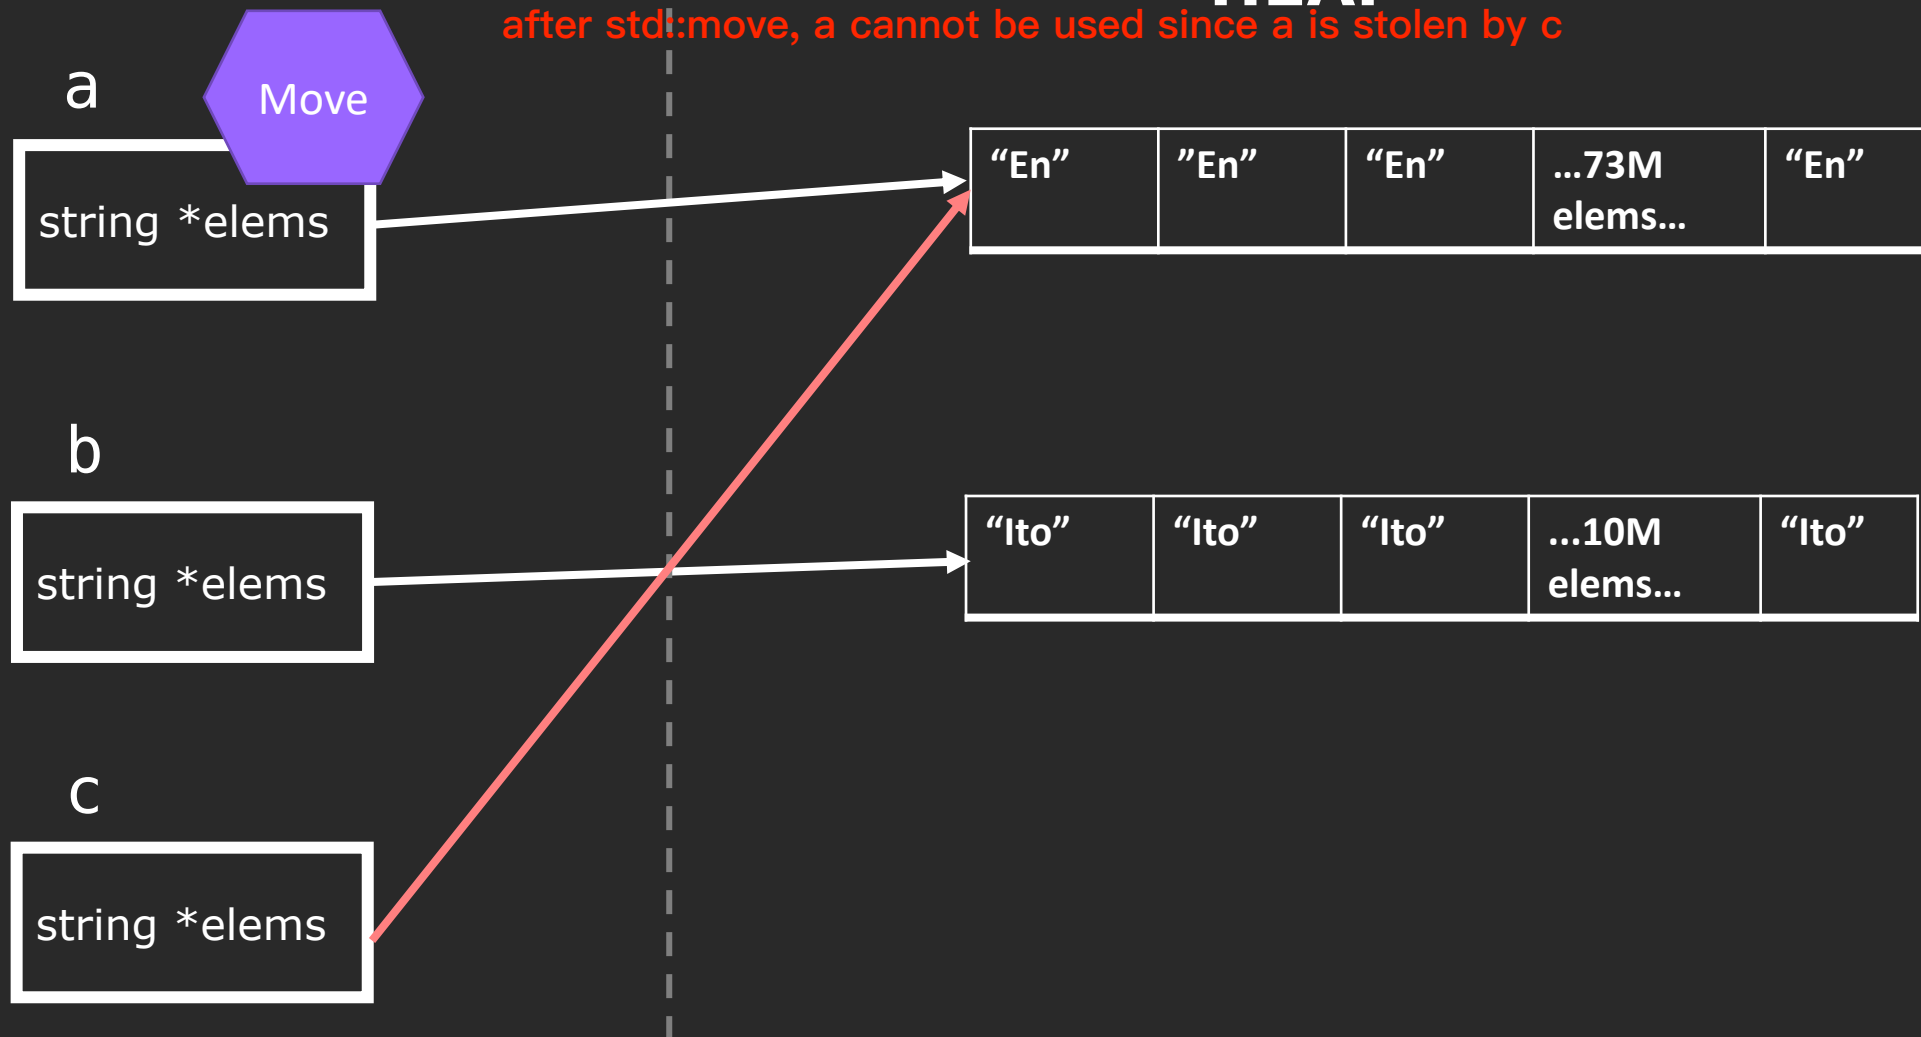 after std::move, a cannot be used since a is stolen by c
a
Move
string *elems
“En” ”En” “En” ...73M “En”
elems...
b
string *elems
“Ito” “Ito” “Ito” ...10M “Ito”
elems...
c
string *elems